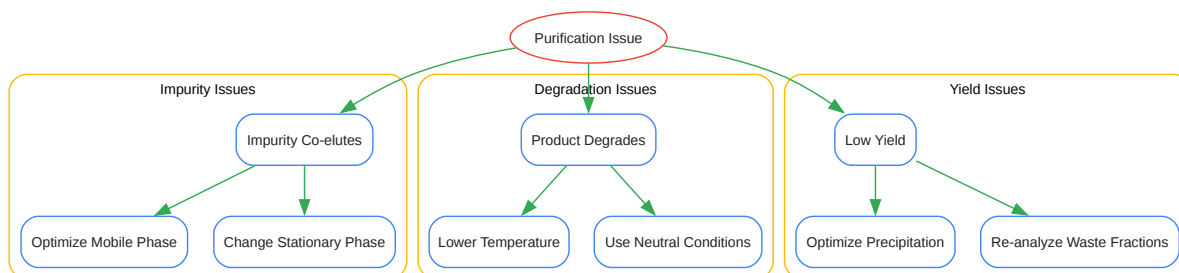 Purification Issue
Impurity Issues
Degradation Issues
Yield Issues
Impurity Co-elutes
Product Degrades
Low Yield
Optimize Mobile Phase
Change Stationary Phase
Lower Temperature
Use Neutral Conditions
Optimize Precipitation
Re-analyze Waste Fractions